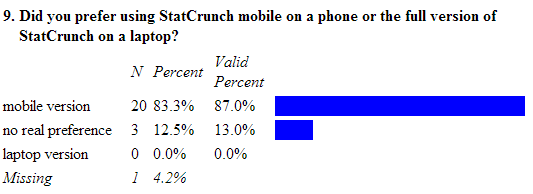 9. Did you prefer using StatCrunch mobile on a phone or the full version of
StatCrunch on a laptop?
N Percent Valid Percent
mobile version 20 83.3% 87.0%
no real preference 3 12.5% 13.0%
laptop version 0 0.0% 0.0%
Missing 1 4.2%